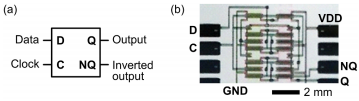 (a)
Data D Q Output
Clock C NQ Inverted
output
(b)
D VDD
C
NQ
GND Q
2 mm